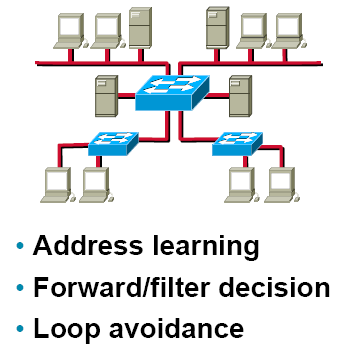 • Address learning
• Forward/filter decision
• Loop avoidance